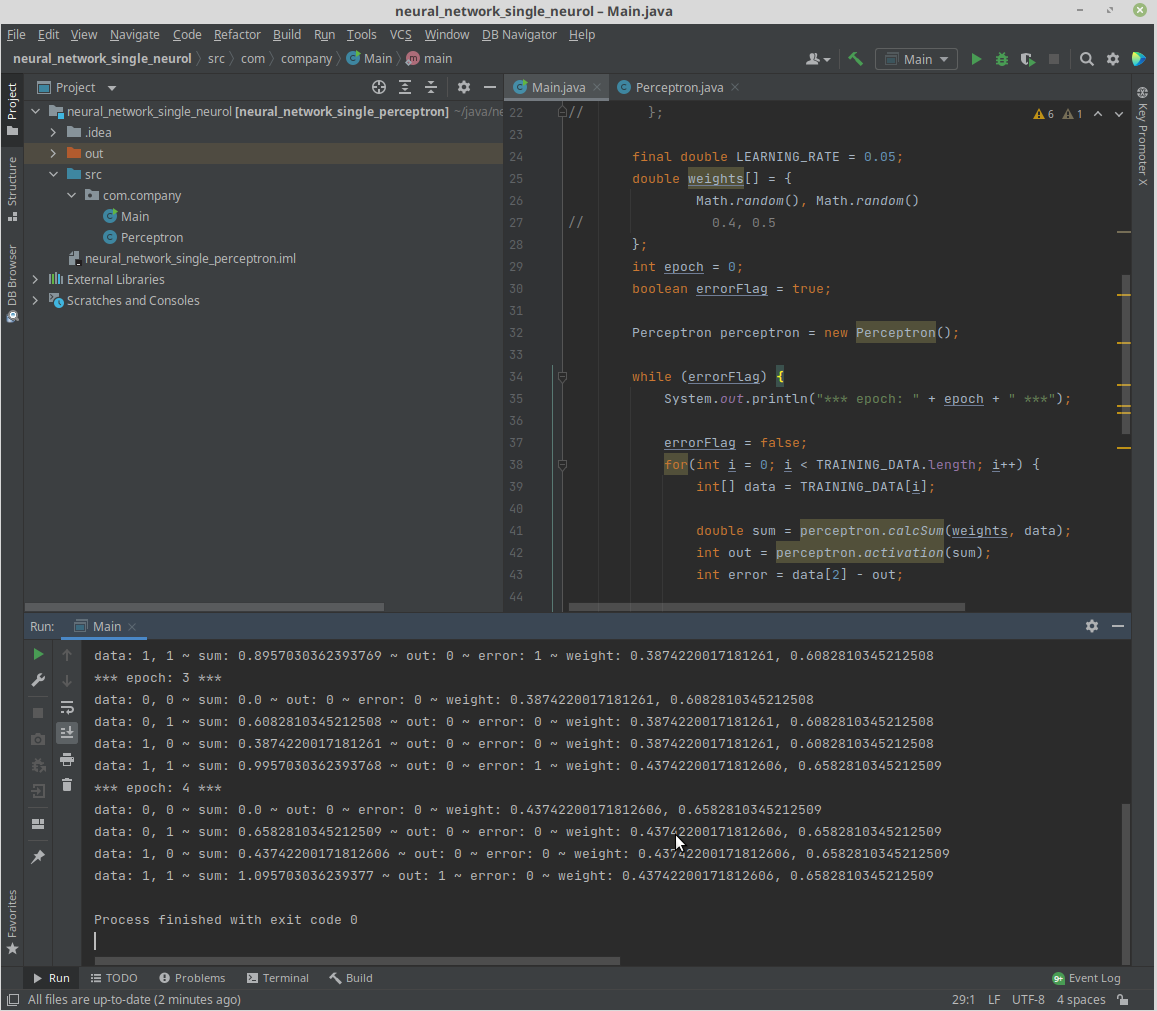 neural_network_single_neurol – Main.java
File Edit View Navigate Code Refactor Build Run Tools VCS Window DB Navigator Help
neural_network_single_neurol src com company Main main
Main
Project
Structure
DB Browser
Favorites
Project
neural_network_single_neurol [neural_network_single_perceptron] ~/java/ne
.idea
out
src
com.company
Main
Perceptron
neural_network_single_perceptron.iml
External Libraries
Scratches and Consoles
Main.java Perceptron.java
6 1
Key Promoter X
22 // };
23
24 final double LEARNING_RATE = 0.05;
25 double weights[] = {
26 Math.random(), Math.random()
27 // 0.4, 0.5
28 };
29 int epoch = 0;
30 boolean errorFlag = true;
31
32 Perceptron perceptron = new Perceptron();
33
34 while (errorFlag) {
35 System.out.println("*** epoch: " + epoch + " ***");
36
37 errorFlag = false;
38 for(int i = 0; i < TRAINING_DATA.length; i++) {
39 int[] data = TRAINING_DATA[i];
40
41 double sum = perceptron.calcSum(weights, data);
42 int out = perceptron.activation(sum);
43 int error = data[2] - out;
44
Run: Main
data: 1, 1 ~ sum: 0.8957030362393769 ~ out: 0 ~ error: 1 ~ weight: 0.3874220017181261, 0.6082810345212508
*** epoch: 3 ***
data: 0, 0 ~ sum: 0.0 ~ out: 0 ~ error: 0 ~ weight: 0.3874220017181261, 0.6082810345212508
data: 0, 1 ~ sum: 0.6082810345212508 ~ out: 0 ~ error: 0 ~ weight: 0.3874220017181261, 0.6082810345212508
data: 1, 0 ~ sum: 0.3874220017181261 ~ out: 0 ~ error: 0 ~ weight: 0.3874220017181261, 0.6082810345212508
data: 1, 1 ~ sum: 0.9957030362393768 ~ out: 0 ~ error: 1 ~ weight: 0.43742200171812606, 0.6582810345212509
*** epoch: 4 ***
data: 0, 0 ~ sum: 0.0 ~ out: 0 ~ error: 0 ~ weight: 0.43742200171812606, 0.6582810345212509
data: 0, 1 ~ sum: 0.6582810345212509 ~ out: 0 ~ error: 0 ~ weight: 0.43742200171812606, 0.6582810345212509
data: 1, 0 ~ sum: 0.43742200171812606 ~ out: 0 ~ error: 0 ~ weight: 0.43742200171812606, 0.6582810345212509
data: 1, 1 ~ sum: 1.095703036239377 ~ out: 1 ~ error: 0 ~ weight: 0.43742200171812606, 0.6582810345212509
Process finished with exit code 0
Run TODO Problems Terminal Build 9+ Event Log
All files are up-to-date (2 minutes ago) 29:1 LF UTF-8 4 spaces